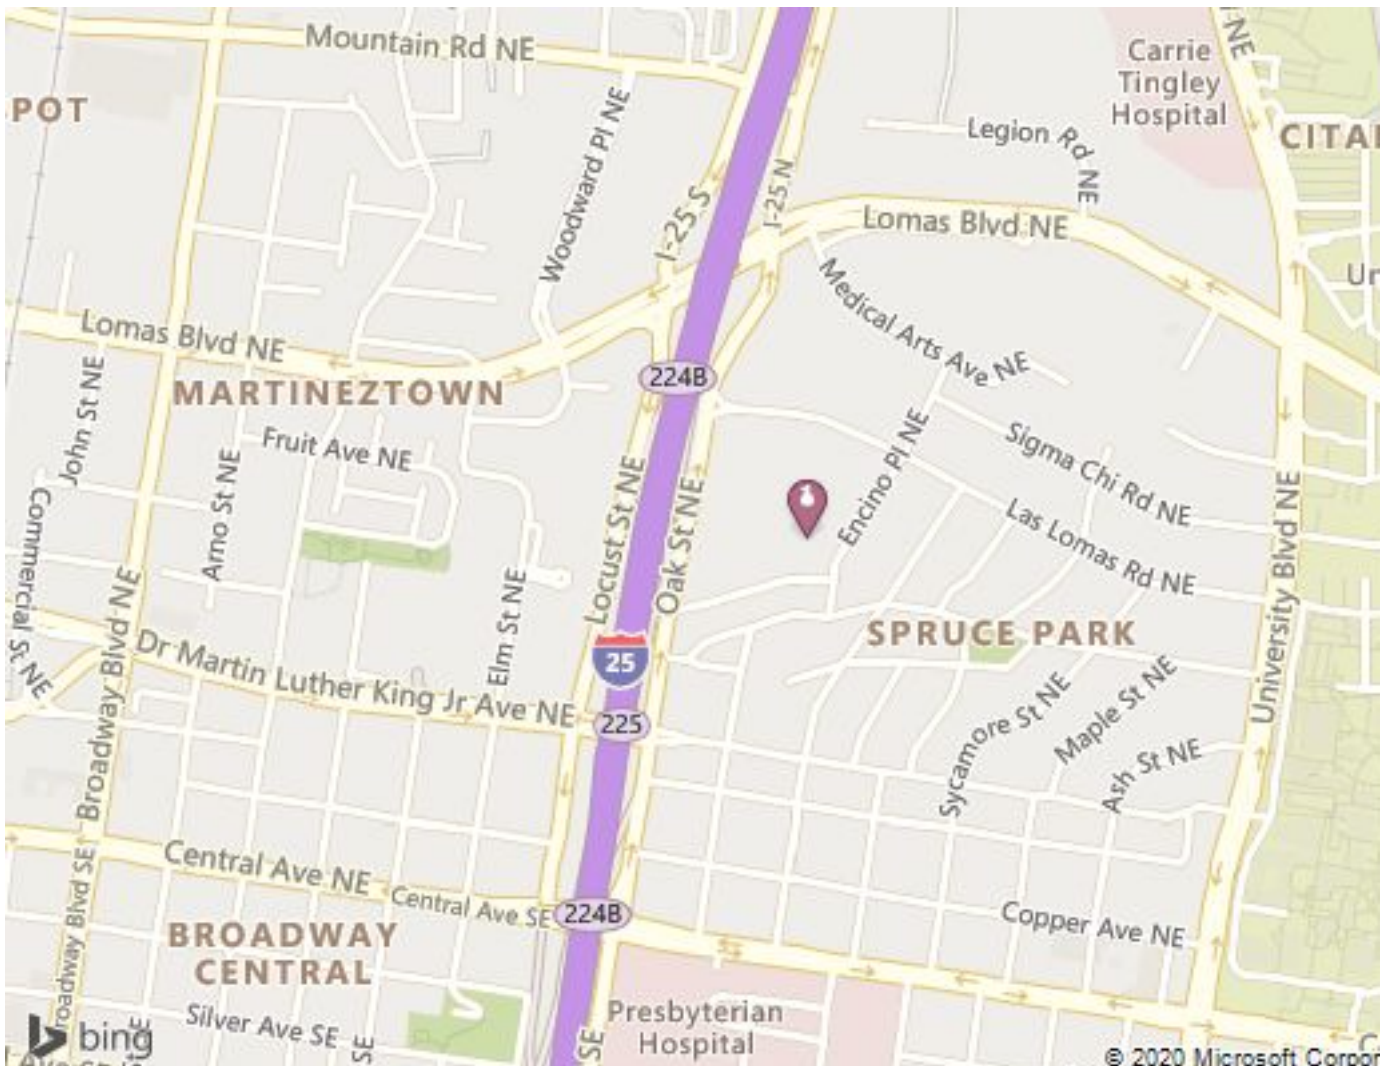 Mountain Rd NE
NE
Carrie
Tingley
Hospital
POT
Woodward Pl NE
Legion Rd NE
CITA
I-25 S
I-25 N
Lomas Blvd NE
Un
Medical Arts Ave NE
Lomas Blvd NE
224B
John St NE
MARTINEZTOWN
Fruit Ave NE
Arno St NE
Encino Pl NE
Sigma Chi Rd NE
Commercial St NE
Locust St NE
Oak St NE
Las Lomas Rd NE
University Blvd NE
Elm St NE
SPRUCE PARK
Broadway Blvd NE
Dr Martin Luther King Jr Ave NE
25
225
Sycamore St NE
Maple St NE
Ash St NE
Central Ave NE
Central Ave SE
224B
Copper Ave NE
Broadway Blvd SE
BROADWAY
CENTRAL
Silver Ave SE
SE
SE
Presbyterian
Hospital
bing
© 2020 Microsoft Corpor